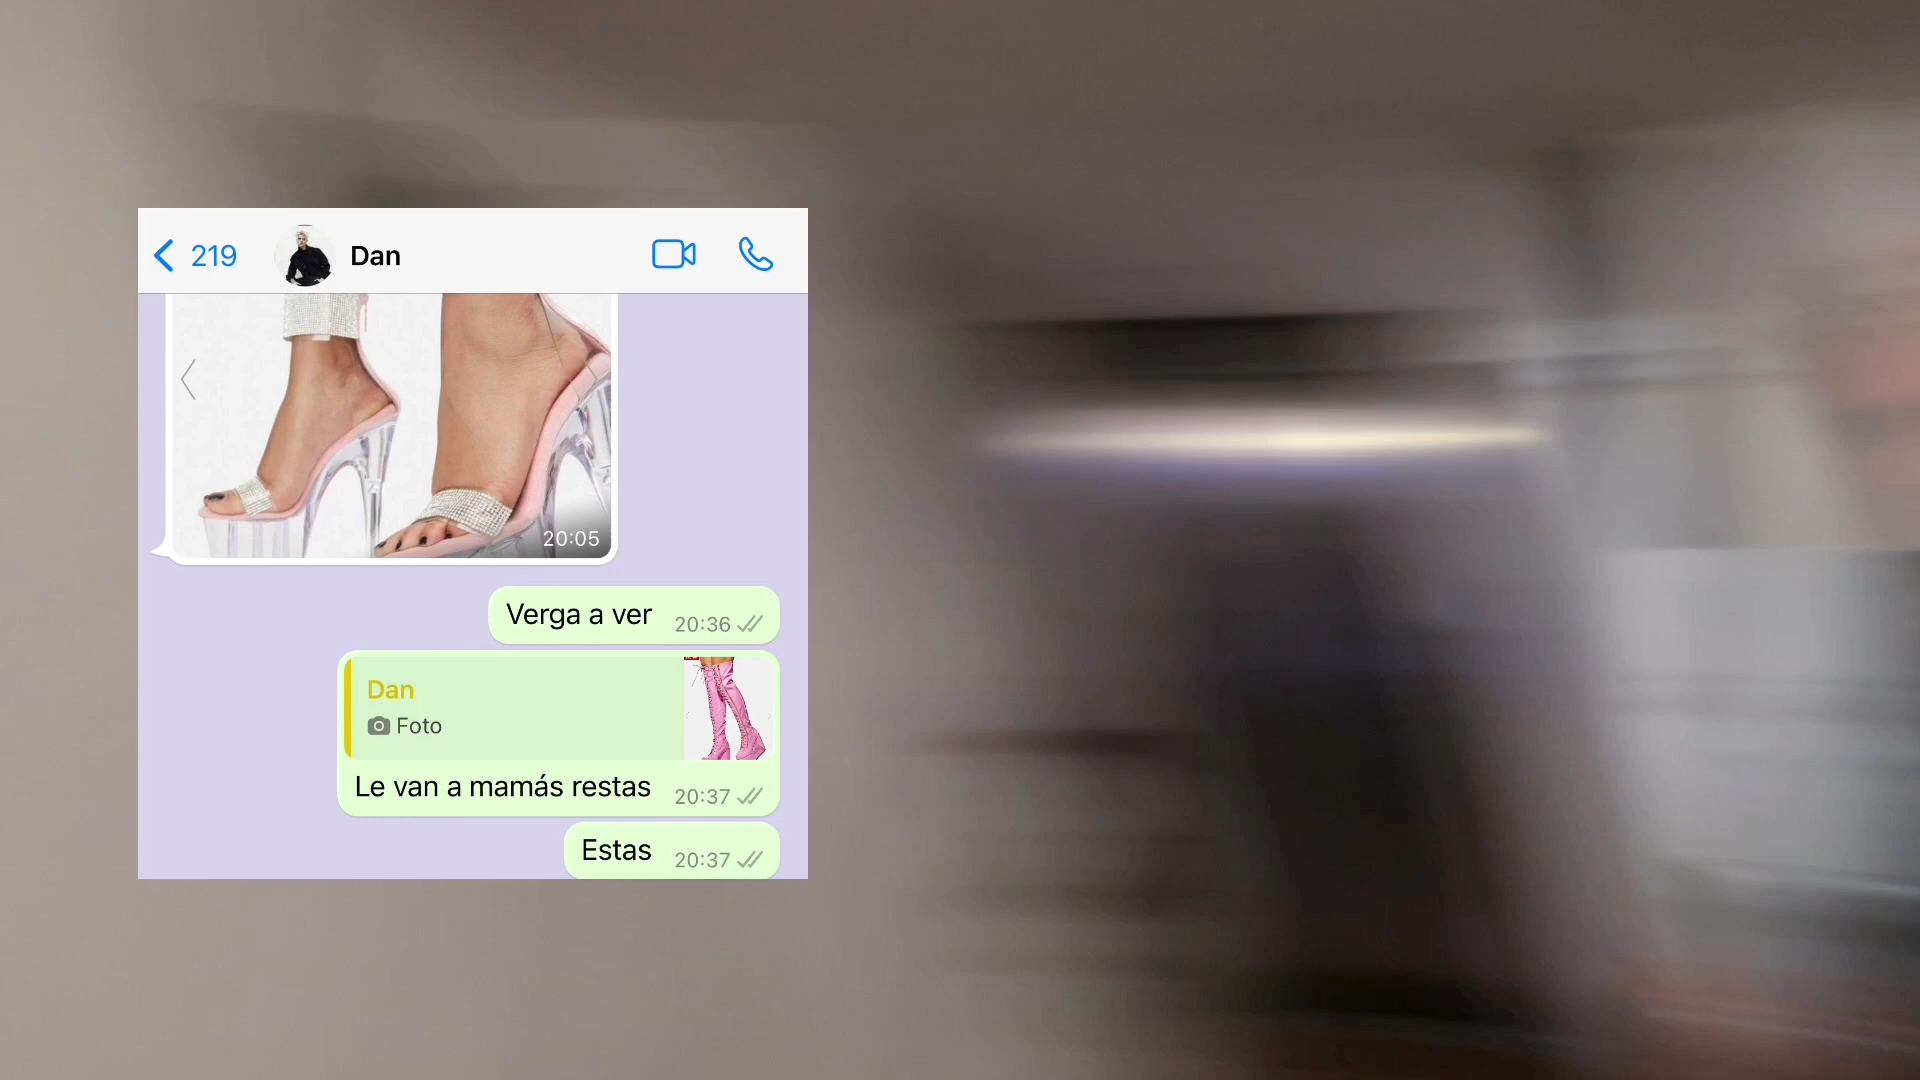 219
Dan
20:05
Verga a ver 20:36
Dan
Foto
Le van a mamás restas 20:37
Estas 20:37